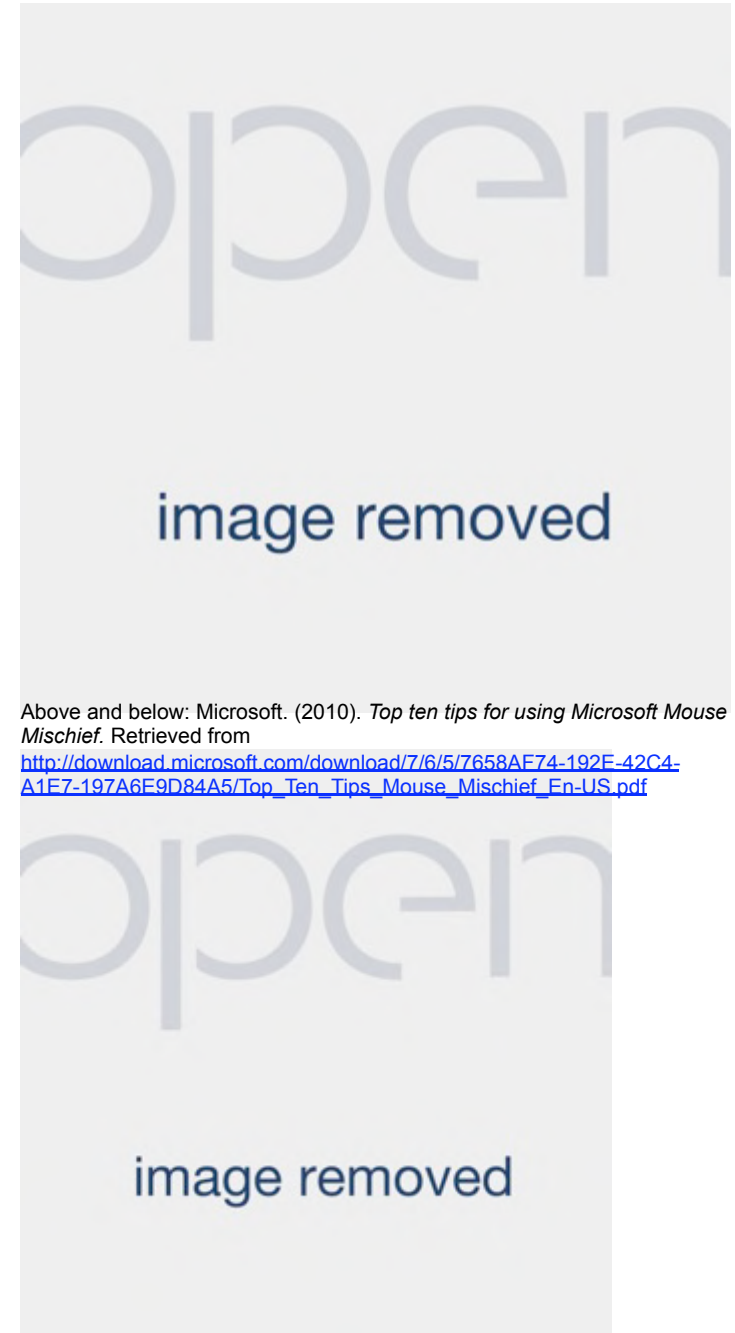 open
image removed
Above and below: Microsoft. (2010). Top ten tips for using Microsoft Mouse
Mischief. Retrieved from
http://download.microsoft.com/download/7/6/5/7658AF74-192E-42C4-
A1E7-197A6E9D84A5/Top_Ten_Tips_Mouse_Mischief_En-US.pdf
open
image removed